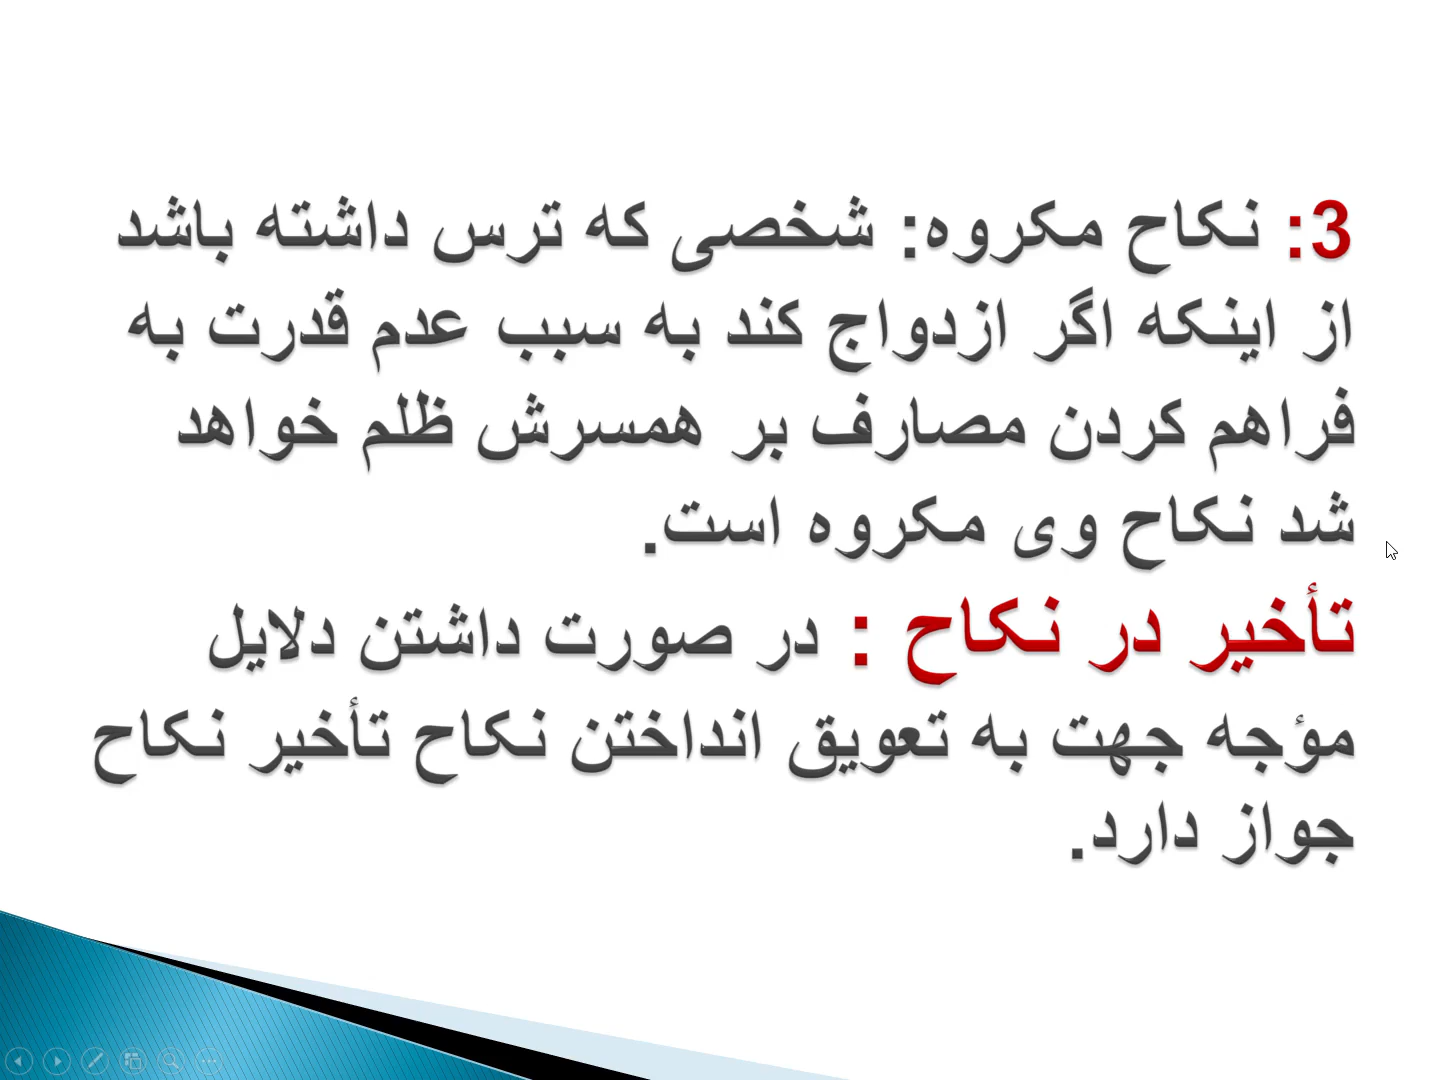 3: نکاح مکروه: شخصی که ترس داشته باشد
از اینکه اگر ازدواج کند به سبب عدم قدرت به
فراهم کردن مصارف بر همسرش ظلم خواهد
شد نکاح وی مکروه است.
تأخیر در نکاح : در صورت داشتن دلایل
مؤجه جهت به تعویق انداختن نکاح تأخیر نکاح
جواز دارد.